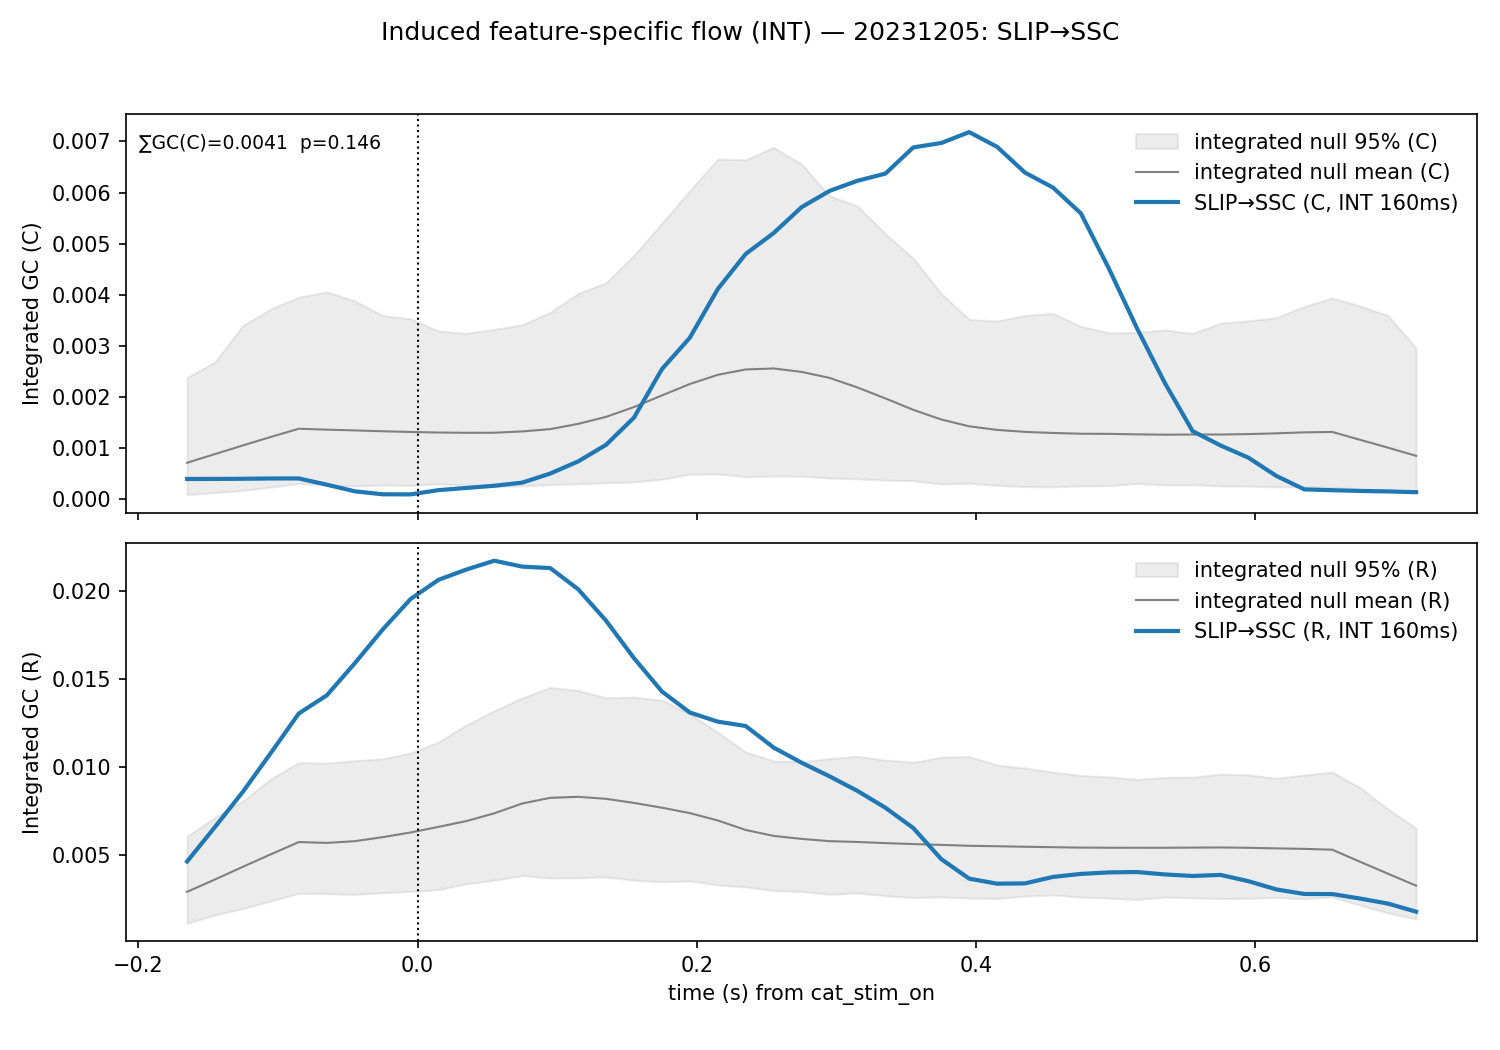 Induced feature-specific flow (INT) — 20231205: SLIP→SSC
∑GC(C)=0.0041  p=0.146
integrated null 95% (C)
integrated null mean (C)
SLIP→SSC (C, INT 160ms)
Integrated GC (C)
0.007
0.006
0.005
0.004
0.003
0.002
0.001
0.000
integrated null 95% (R)
integrated null mean (R)
SLIP→SSC (R, INT 160ms)
Integrated GC (R)
0.020
0.015
0.010
0.005
−0.2 0.0 0.2 0.4 0.6
time (s) from cat_stim_on